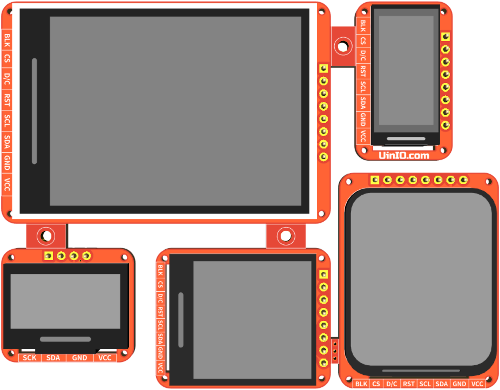 BLK CS D/C RST SCL SDA GND VCC
BLK CS D/C RST SCL SDA GND VCC
UinIO.com
SCK SDA GND VCC
BLK CS D/C RST SCL SDA GND VCC
BLK CS D/C RST SCL SDA GND VCC